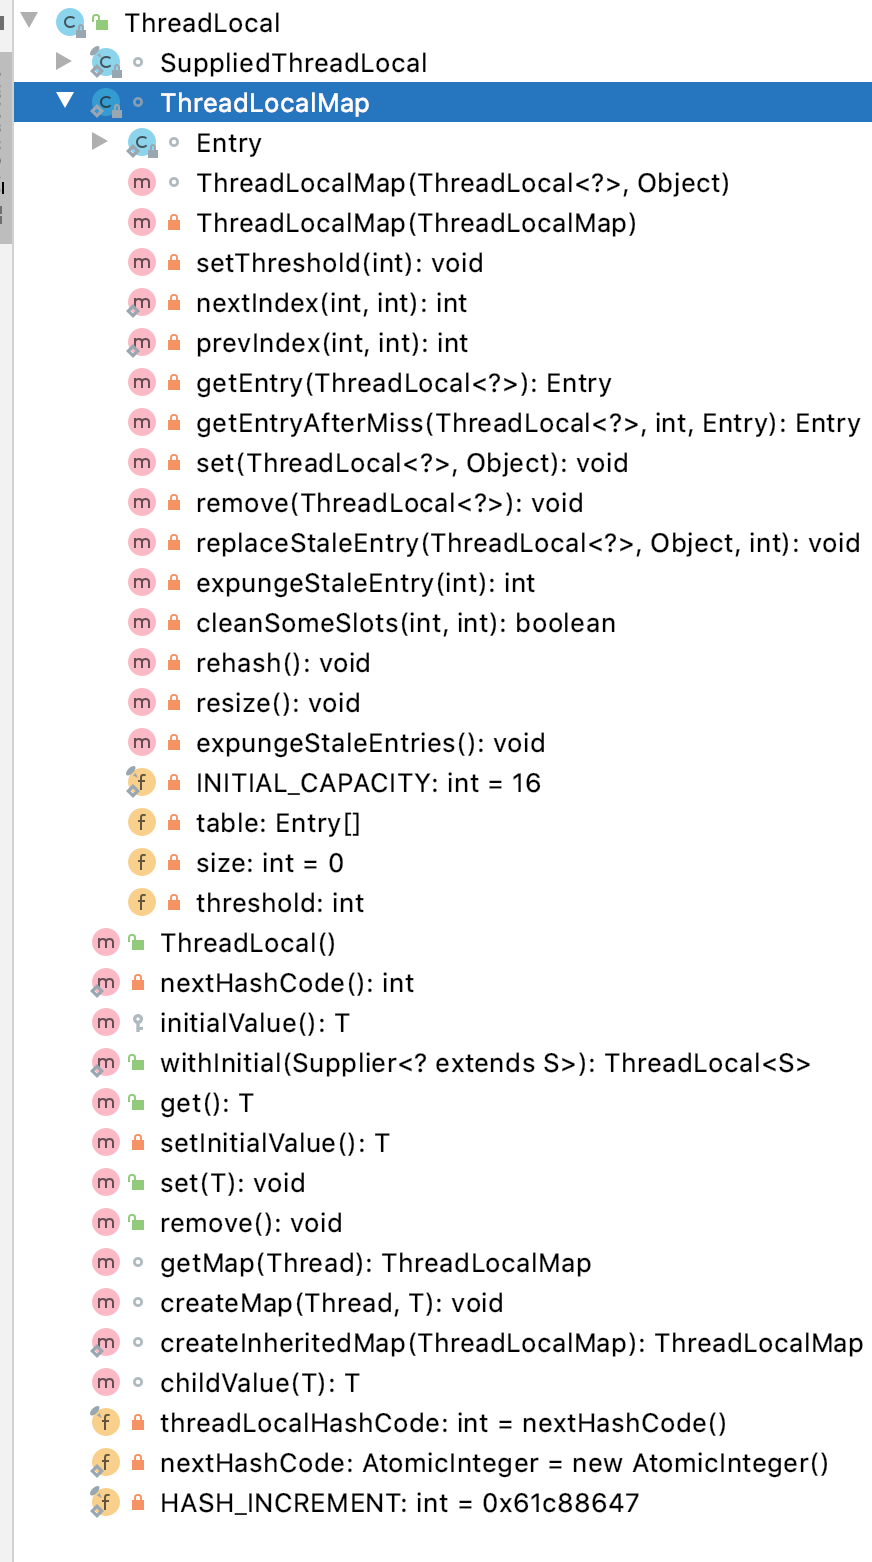 ThreadLocal
SuppliedThreadLocal
ThreadLocalMap
Entry
ThreadLocalMap(ThreadLocal<?>, Object)
ThreadLocalMap(ThreadLocalMap)
setThreshold(int): void
nextIndex(int, int): int
prevIndex(int, int): int
getEntry(ThreadLocal<?>): Entry
getEntryAfterMiss(ThreadLocal<?>, int, Entry): Entry
set(ThreadLocal<?>, Object): void
remove(ThreadLocal<?>): void
replaceStaleEntry(ThreadLocal<?>, Object, int): void
expungeStaleEntry(int): int
cleanSomeSlots(int, int): boolean
rehash(): void
resize(): void
expungeStaleEntries(): void
INITIAL_CAPACITY: int = 16
table: Entry[]
size: int = 0
threshold: int
ThreadLocal()
nextHashCode(): int
initialValue(): T
withInitial(Supplier<? extends S>): ThreadLocal<S>
get(): T
setInitialValue(): T
set(T): void
remove(): void
getMap(Thread): ThreadLocalMap
createMap(Thread, T): void
createInheritedMap(ThreadLocalMap): ThreadLocalMap
childValue(T): T
threadLocalHashCode: int = nextHashCode()
nextHashCode: AtomicInteger = new AtomicInteger()
HASH_INCREMENT: int = 0x61c88647